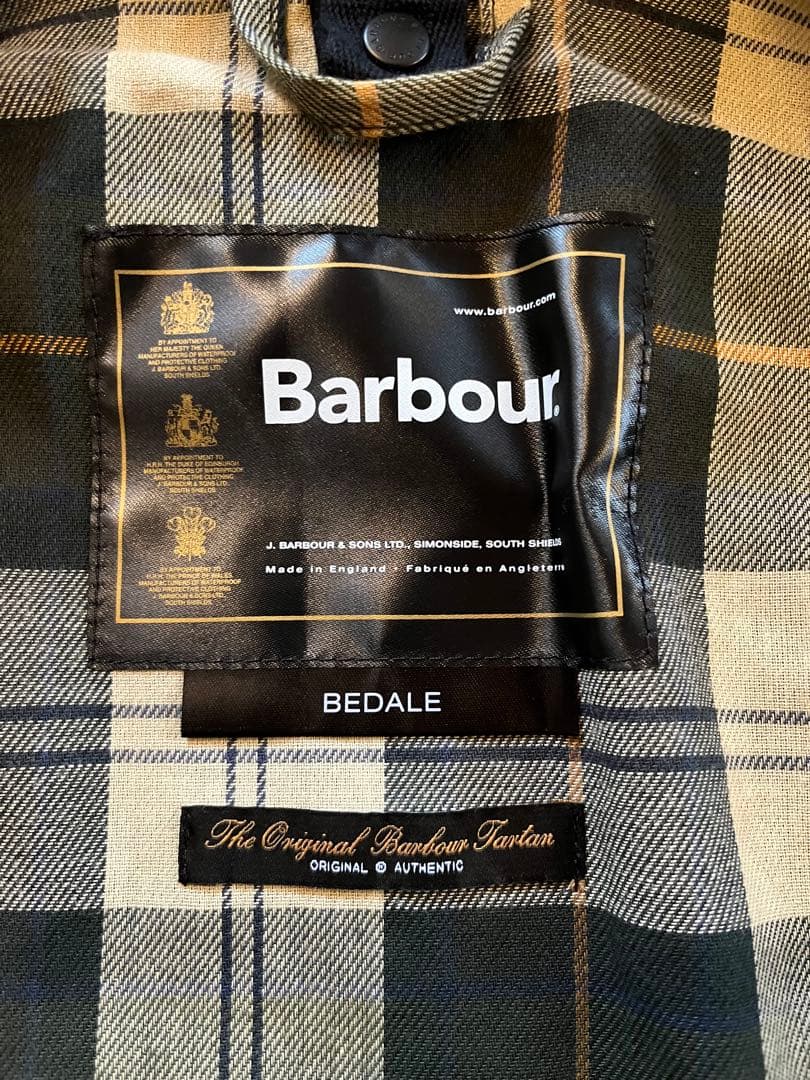 www.barbour.com
BY APPOINTMENT TO
HER MAJESTY THE QUEEN
MANUFACTURERS OF WATERPROOF
AND PROTECTIVE CLOTHING
J. BARBOUR & SONS LTD.
SOUTH SHIELDS
Barbour
BY APPOINTMENT TO
H.R.H. THE DUKE OF EDINBURGH
MANUFACTURERS OF WATERPROOF
AND PROTECTIVE CLOTHING
J. BARBOUR & SONS LTD.
SOUTH SHIELDS
BY APPOINTMENT TO
H.R.H. THE PRINCE OF WALES
MANUFACTURERS OF WATERPROOF
AND PROTECTIVE CLOTHING
J. BARBOUR & SONS LTD.
SOUTH SHIELDS
J. BARBOUR & SONS LTD., SIMONSIDE, SOUTH SHIELDS
Made in England · Fabriqué en Angleterre
BEDALE
The Original Barbour Tartan
ORIGINAL ® AUTHENTIC